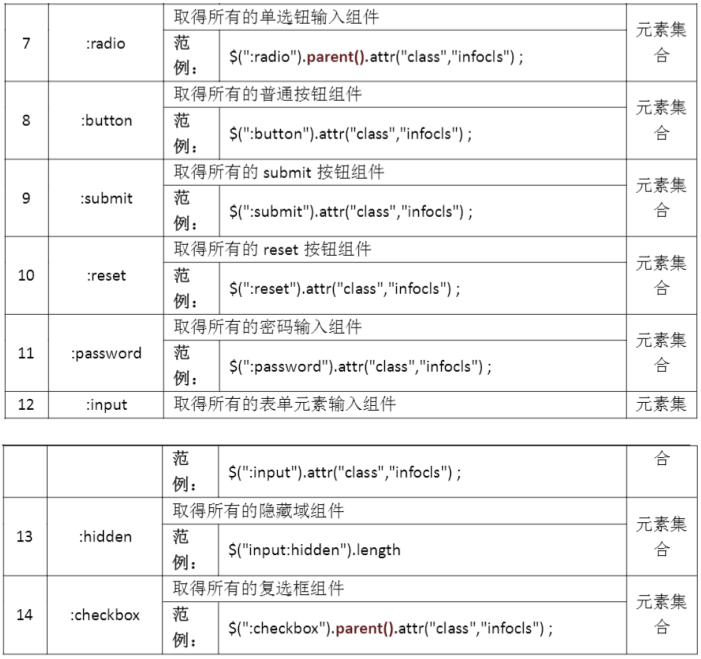 取得所有的单选钮输入组件
7 :radio 范例： $(":radio").parent().attr("class","infocls") ; 元素集合
取得所有的普通按钮组件
8 :button 范例： $(":button").attr("class","infocls") ; 元素集合
取得所有的 submit 按钮组件
9 :submit 范例： $(":submit").attr("class","infocls") ; 元素集合
取得所有的 reset 按钮组件
10 :reset 范例： $(":reset").attr("class","infocls") ; 元素集合
取得所有的密码输入组件
11 :password 范例： $(":password").attr("class","infocls") ; 元素集合
12 :input 取得所有的表单元素输入组件 元素集
范例： $(":input").attr("class","infocls") ; 合
取得所有的隐藏域组件
13 :hidden 范例： $("input:hidden").length 元素集合
取得所有的复选框组件
14 :checkbox 范例： $(":checkbox").parent().attr("class","infocls") ; 元素集合